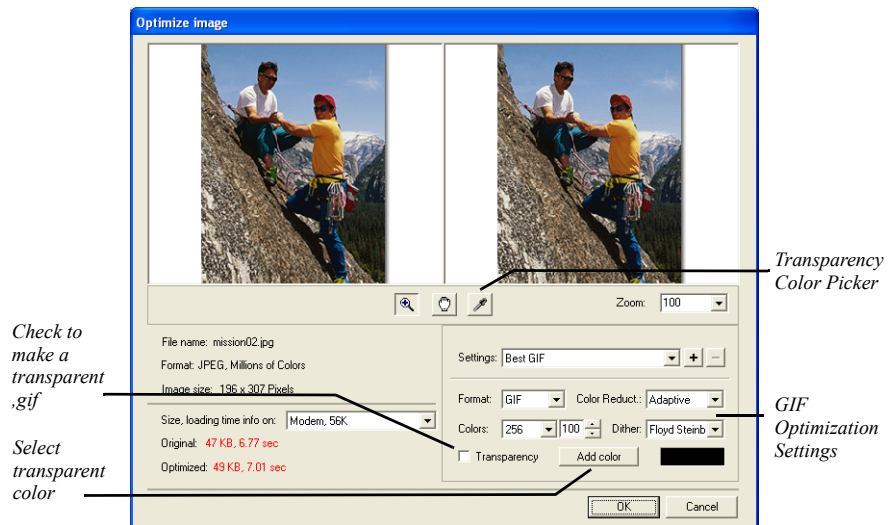 Optimize image
Transparency
Color Picker
Zoom: 100
Check to
make a
transparent
,gif
File name: mission02.jpg
Format: JPEG, Millions of Colors
Image size: 196 x 307 Pixels
Settings: Best GIF
+ −
Format: GIF Color Reduct.: Adaptive
Size, loading time info on: Modem, 56K
Colors: 256 100 Dither: Floyd Steinb
GIF
Optimization
Settings
Original: 47 KB, 6.77 sec
Optimized: 49 KB, 7.01 sec
Transparency Add color
Select
transparent
color
OK Cancel